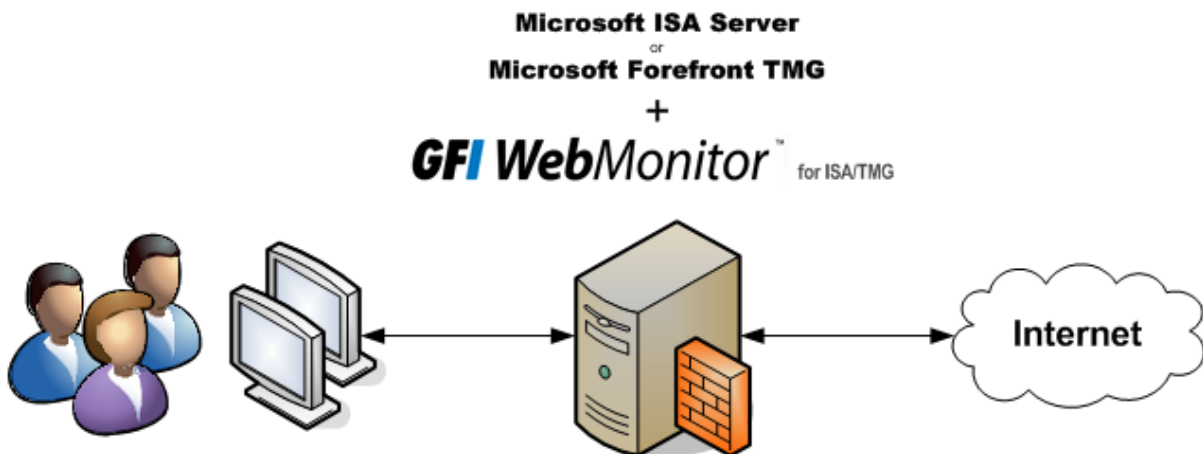 Microsoft ISA Server
or
Microsoft Forefront TMG
+
GFI WebMonitor™ for ISA/TMG
Internet